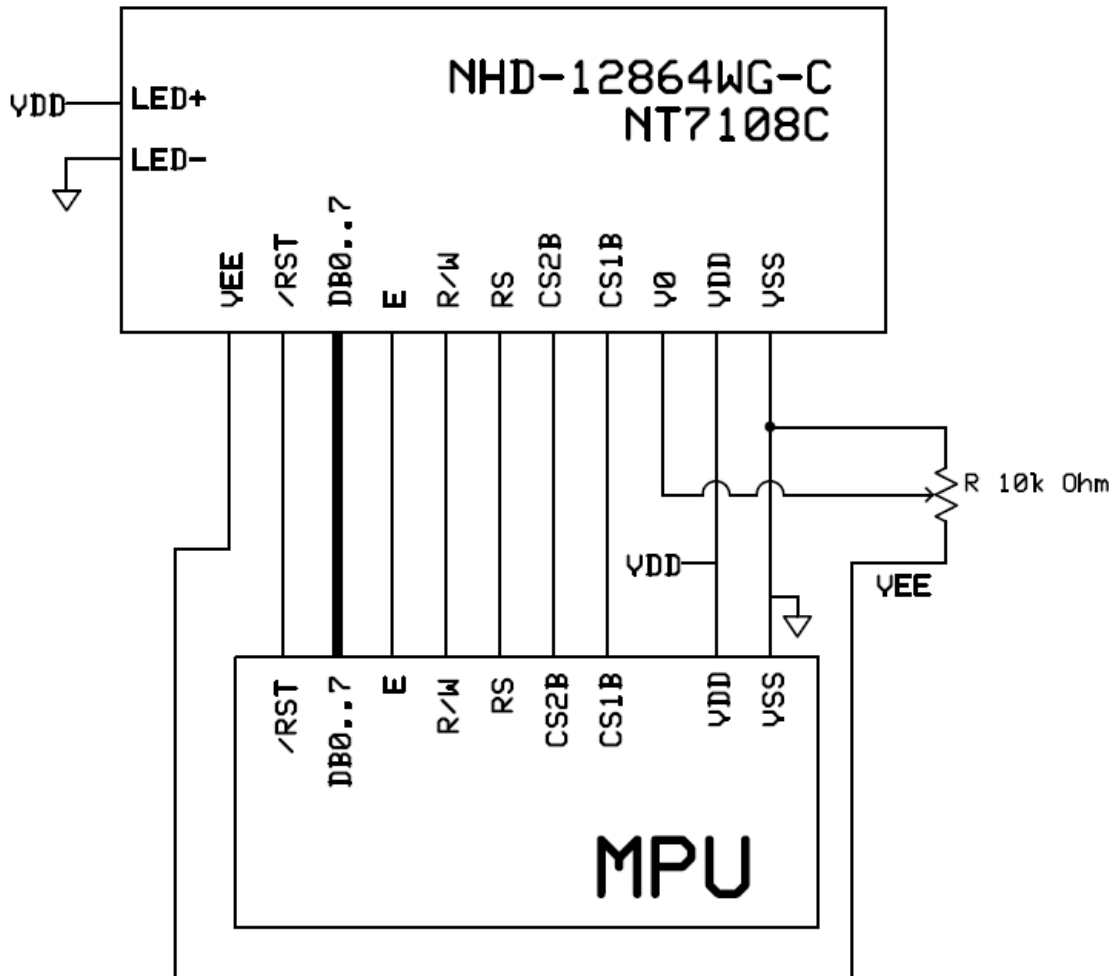 NHD-12864WG-C
NT7108C
VDD
LED+
LED-
VEE
/RST
DB0..7
E
R/W
RS
CS2B
CS1B
V0
VDD
VSS
R 10k Ohm
VDD
VEE
/RST
DB0..7
E
R/W
RS
CS2B
CS1B
VDD
VSS
MPU